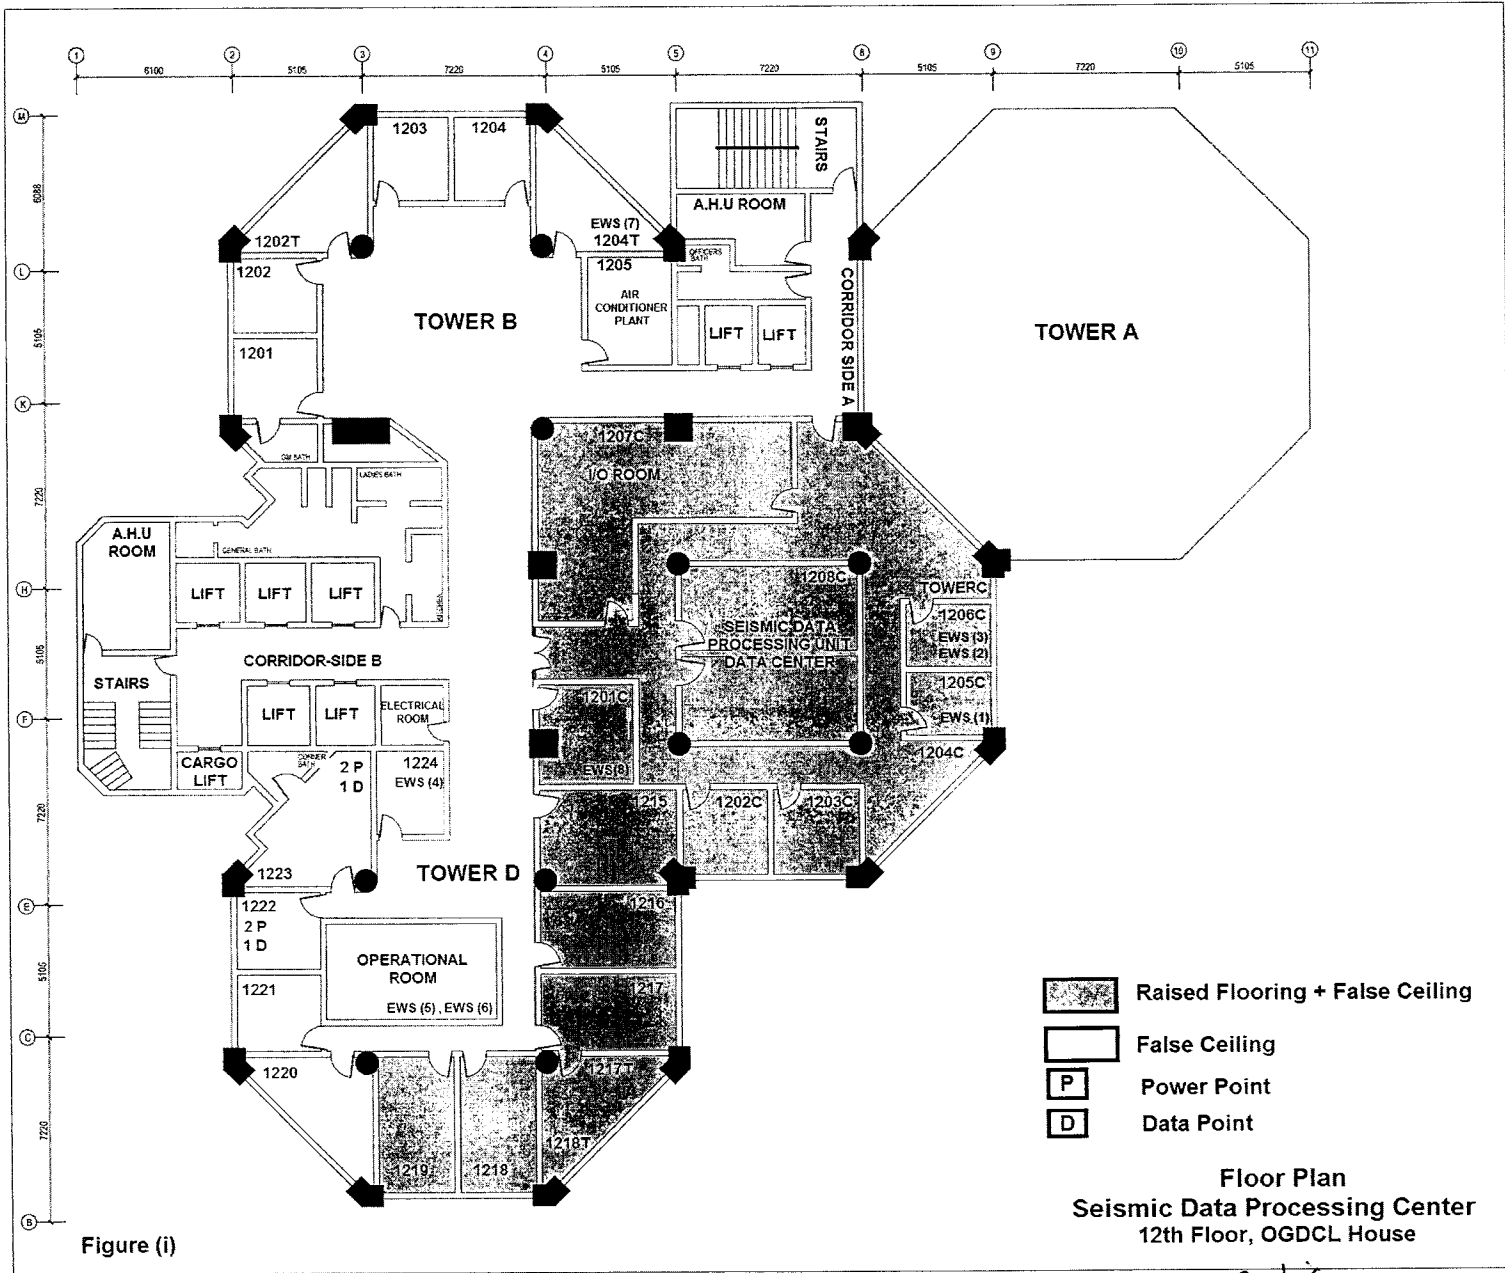 1 2 3 4 5 6 9 10 11
6100 5105 7220 5105 7220 5105 7220 5105
M
6088
L
5105
K
7220
H
5105
F
7220
E
5105
C
7220
B
1203
1204
STAIRS
A.H.U ROOM
1202T
EWS (7)
1204T
OFFICERS
BATH
1202
1205
AIR
CONDITIONER
PLANT
TOWER B
LIFT
LIFT
CORRIDOR SIDE A
TOWER A
1201
1207C
I/O ROOM
GM BATH
LADIES BATH
A.H.U
ROOM
GENERAL BATH
LIFT
LIFT
LIFT
KITCHEN
1208C
SEISMIC DATA
PROCESSING UNIT
DATA CENTER
TOWERC
1206C
EWS (3)
EWS (2)
1205C
EWS (1)
1204C
CORRIDOR-SIDE B
STAIRS
LIFT
LIFT
ELECTRICAL
ROOM
1201C
EWS(8)
CARGO
LIFT
CORNER
BATH
2 P
1 D
1224
EWS (4)
1215
1202C
1203C
TOWER D
1223
1222
2 P
1 D
1216
OPERATIONAL
ROOM
EWS (5) , EWS (6)
1221
1217
1220
1217T
1219
1218
1218T
Raised Flooring + False Ceiling
False Ceiling
P Power Point
D Data Point
Floor Plan
Seismic Data Processing Center
12th Floor, OGDCL House
Figure (i)